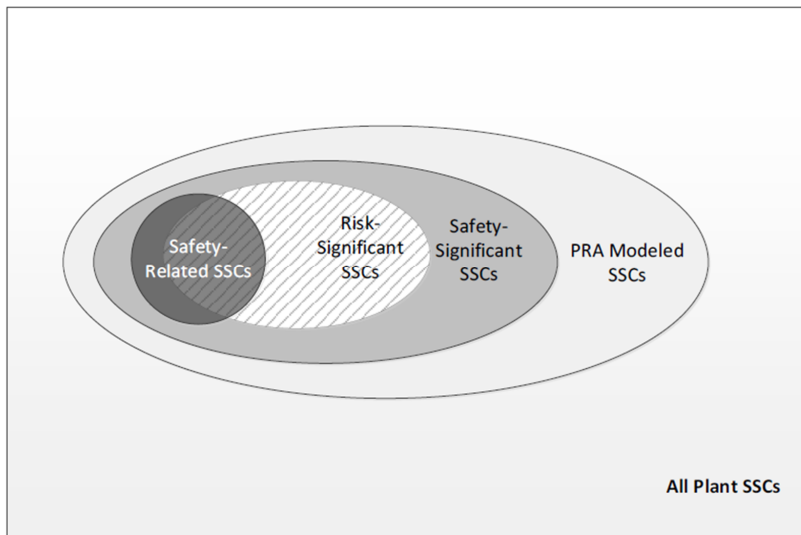 Safety-
Related SSCs
Risk-
Significant
SSCs
Safety-
Significant
SSCs
PRA Modeled
SSCs
All Plant SSCs